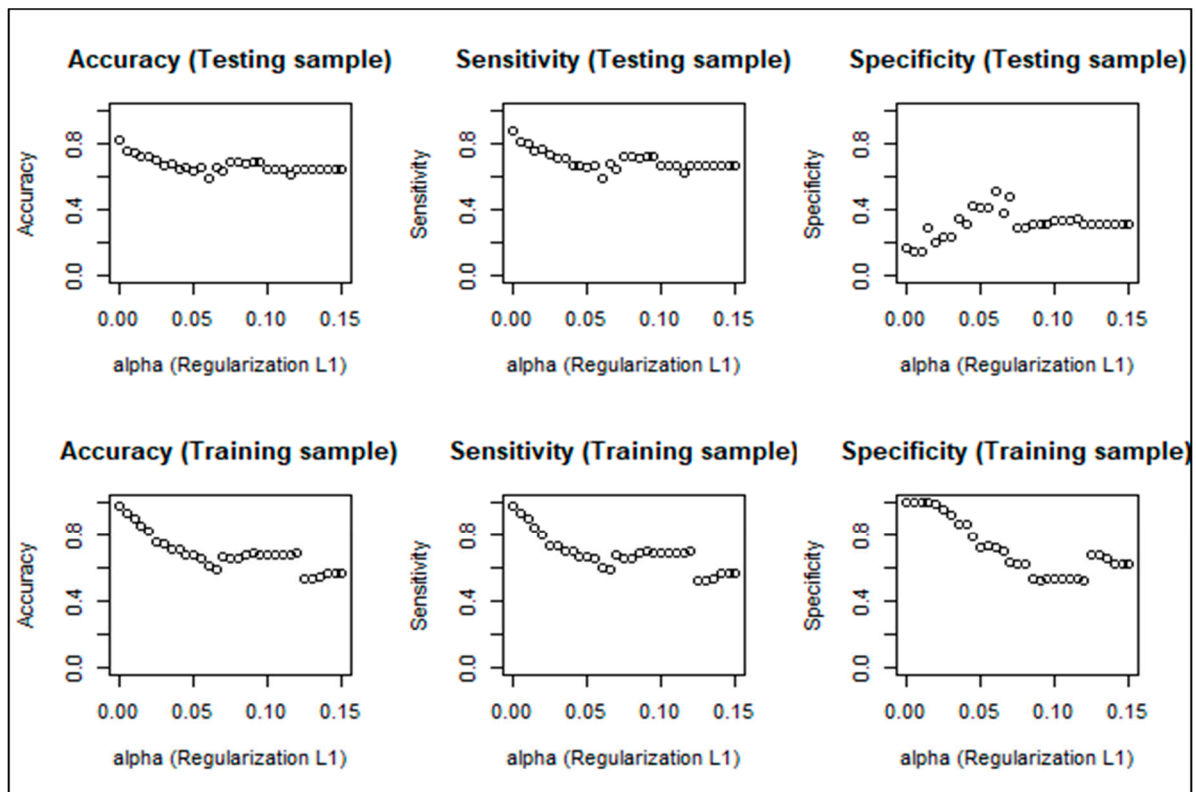 Accuracy (Testing sample)
Accuracy
0.0 0.4 0.8
0.00 0.05 0.10 0.15
alpha (Regularization L1)
Sensitivity (Testing sample)
Sensitivity
0.0 0.4 0.8
0.00 0.05 0.10 0.15
alpha (Regularization L1)
Specificity (Testing sample)
Specificity
0.0 0.4 0.8
0.00 0.05 0.10 0.15
alpha (Regularization L1)
Accuracy (Training sample)
Accuracy
0.0 0.4 0.8
0.00 0.05 0.10 0.15
alpha (Regularization L1)
Sensitivity (Training sample)
Sensitivity
0.0 0.4 0.8
0.00 0.05 0.10 0.15
alpha (Regularization L1)
Specificity (Training sample)
Specificity
0.0 0.4 0.8
0.00 0.05 0.10 0.15
alpha (Regularization L1)